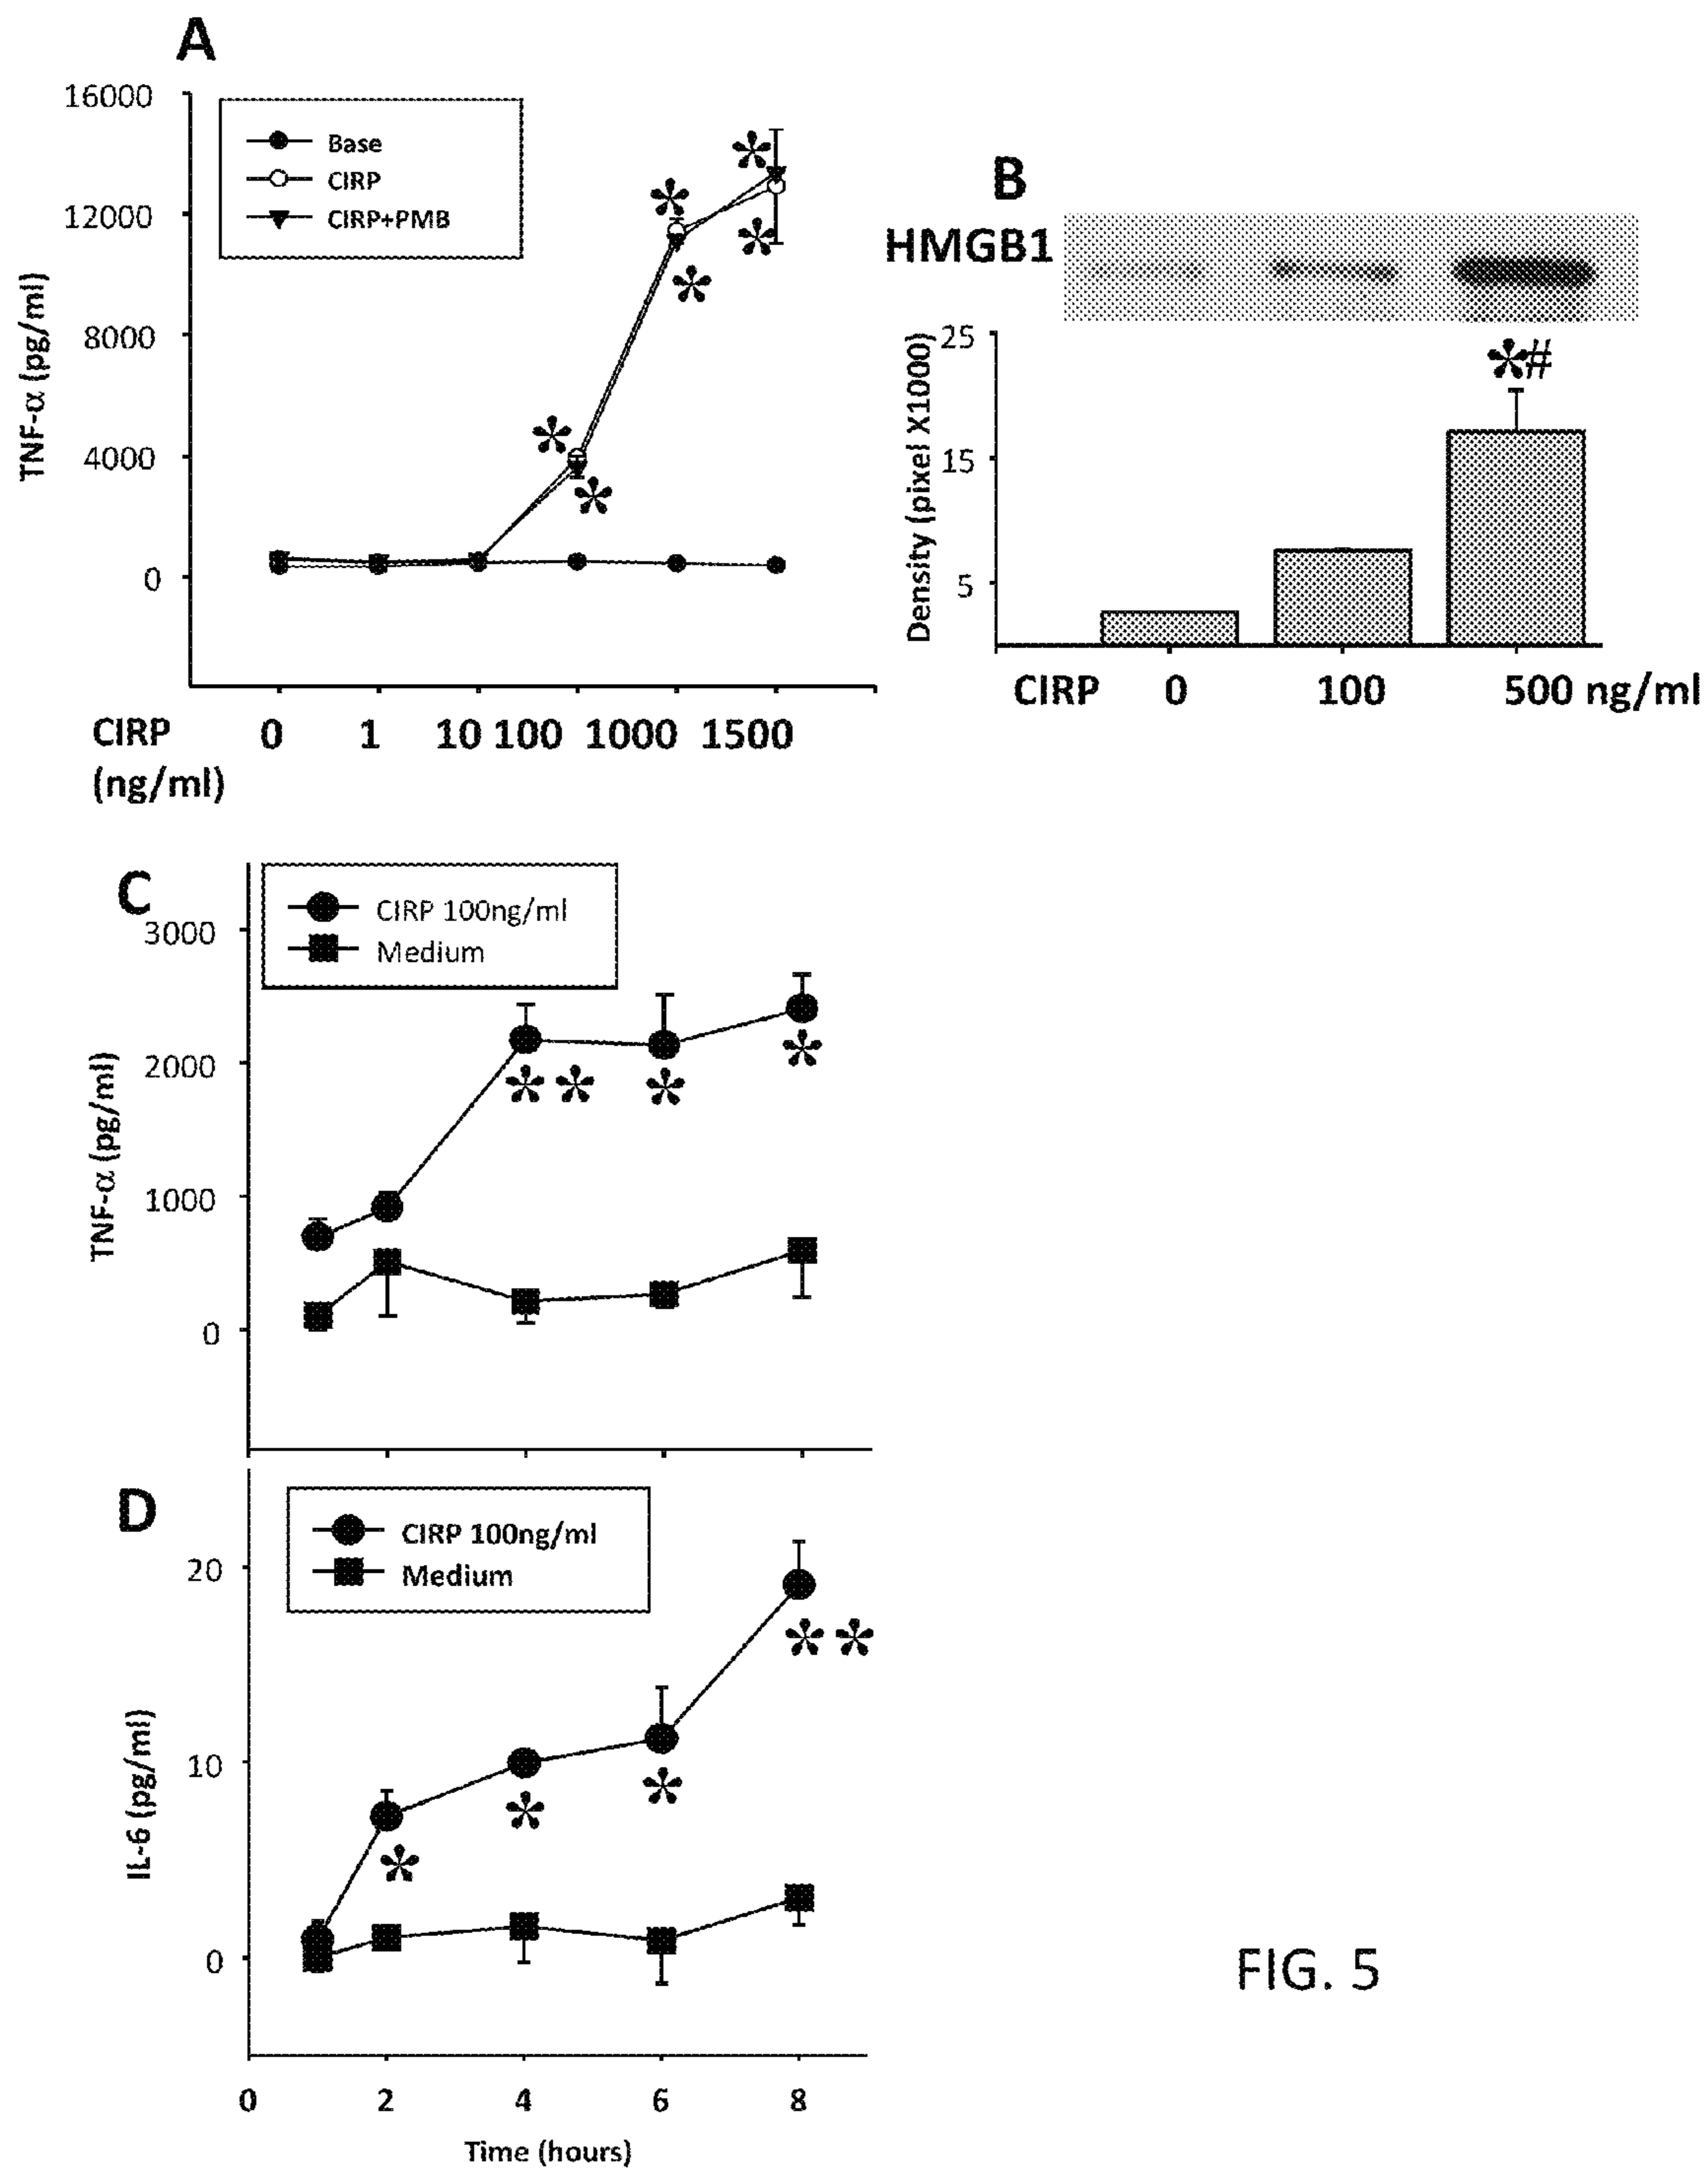 A
16000
12000
8000
4000
0
TNF-α (pg/ml)
Base
CIRP
CIRP+PMB
*
*
*
*
*
*
CIRP 0 1 10 100 1000 1500
(ng/ml)
B
HMGB1
25
15
5
Density (pixel X1000)
*#
CIRP 0 100 500 ng/ml
C
3000
2000
1000
0
TNF-α (pg/ml)
CIRP 100ng/ml
Medium
* * * *
D
20
10
0
IL-6 (pg/ml)
CIRP 100ng/ml
Medium
* * * * *
0 2 4 6 8
Time (hours)
FIG. 5